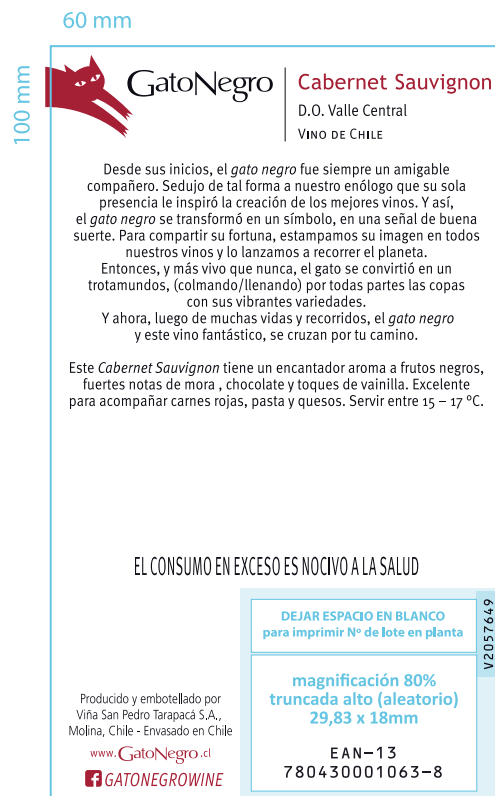 60 mm
100 mm
GatoNegro
Cabernet Sauvignon
D.O. Valle Central
VINO DE CHILE
Desde sus inicios, el gato negro fue siempre un amigable
compañero. Sedujo de tal forma a nuestro enólogo que su sola
presencia le inspiró la creación de los mejores vinos. Y así,
el gato negro se transformó en un símbolo, en una señal de buena
suerte. Para compartir su fortuna, estampamos su imagen en todos
nuestros vinos y lo lanzamos a recorrer el planeta.
Entonces, y más vivo que nunca, el gato se convirtió en un
trotamundos, (colmando/llenando) por todas partes las copas
con sus vibrantes variedades.
Y ahora, luego de muchas vidas y recorridos, el gato negro
y este vino fantástico, se cruzan por tu camino.
Este Cabernet Sauvignon tiene un encantador aroma a frutos negros,
fuertes notas de mora , chocolate y toques de vainilla. Excelente
para acompañar carnes rojas, pasta y quesos. Servir entre 15 – 17 °C.
EL CONSUMO EN EXCESO ES NOCIVO A LA SALUD
DEJAR ESPACIO EN BLANCO
para imprimir Nº de lote en planta
V2057649
magnificación 80%
truncada alto (aleatorio)
29,83 x 18mm
EAN-13
780430001063-8
Producido y embotellado por
Viña San Pedro Tarapacá S.A.,
Molina, Chile - Envasado en Chile
www.GatoNegro.cl
GATONEGROWINE